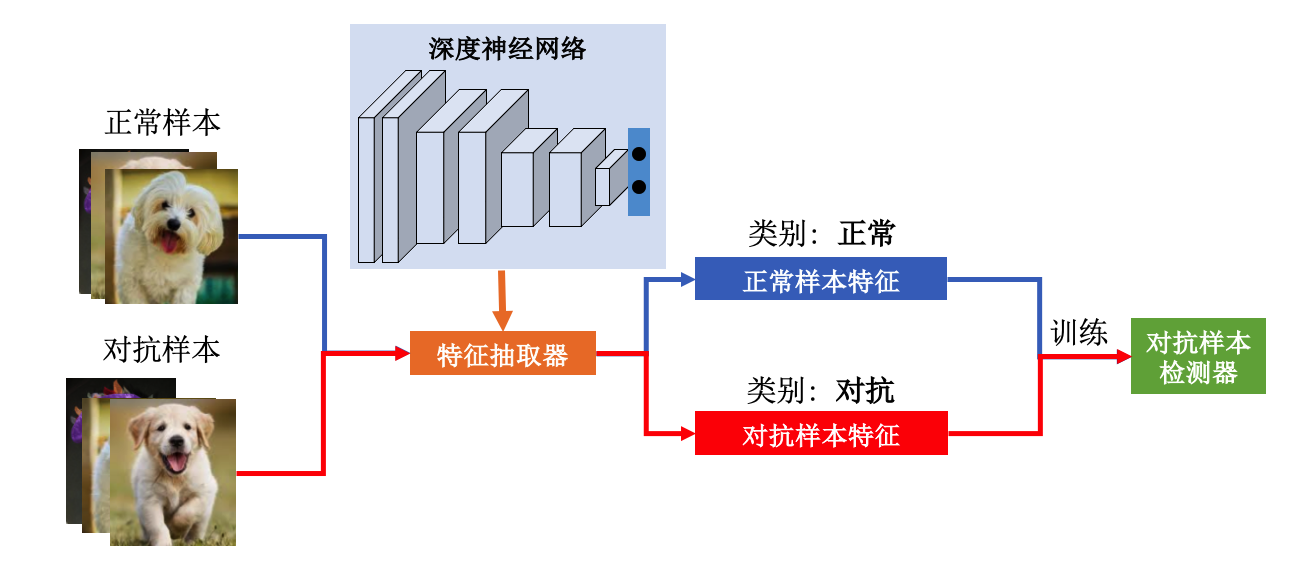 深度神经网络
正常样本
对抗样本
特征抽取器
类别：正常
正常样本特征
类别：对抗
对抗样本特征
训练
对抗样本
检测器